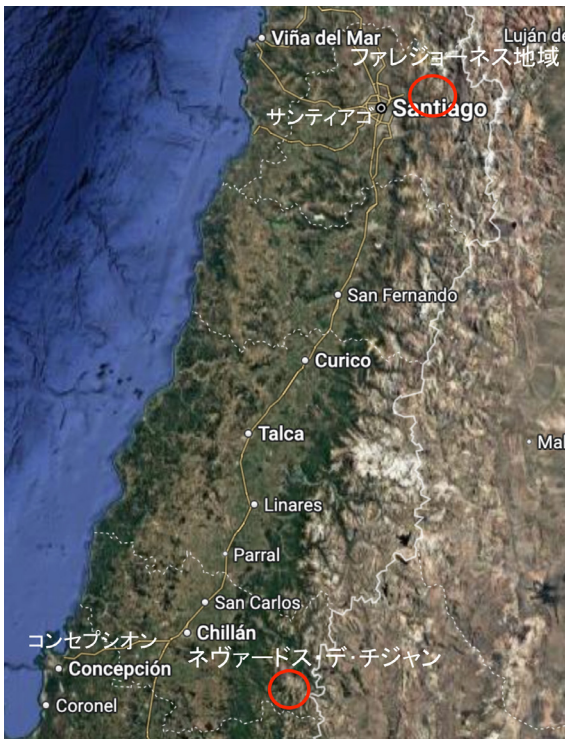 Viña del Mar
Luján de
ファレジョーネス地域
サンティアゴ
Santiago
San Fernando
Curico
Talca
Mal
Linares
Parral
San Carlos
コンセプシオン
Chillán
ネヴァードス・デ・チジャン
Concepción
Coronel